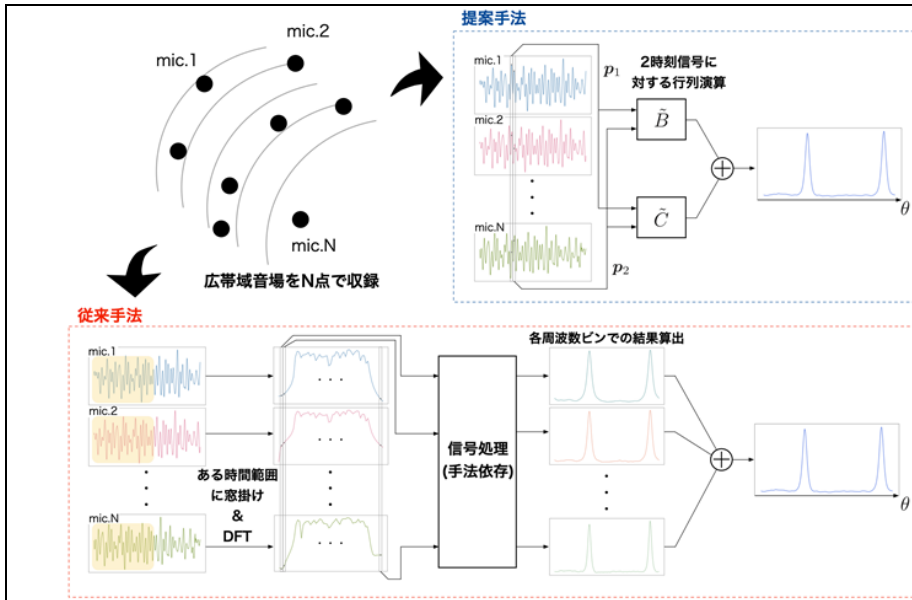 提案手法
mic.1
mic.2
mic.N
広帯域音場をN点で収録
mic.1
mic.2
mic.N
p1
p2
2時刻信号に
対する行列演算
B̃
C̃
θ
従来手法
mic.1
mic.2
mic.N
ある時間範囲
に窓掛け
&
DFT
信号処理
(手法依存)
各周波数ビンでの結果算出
θ